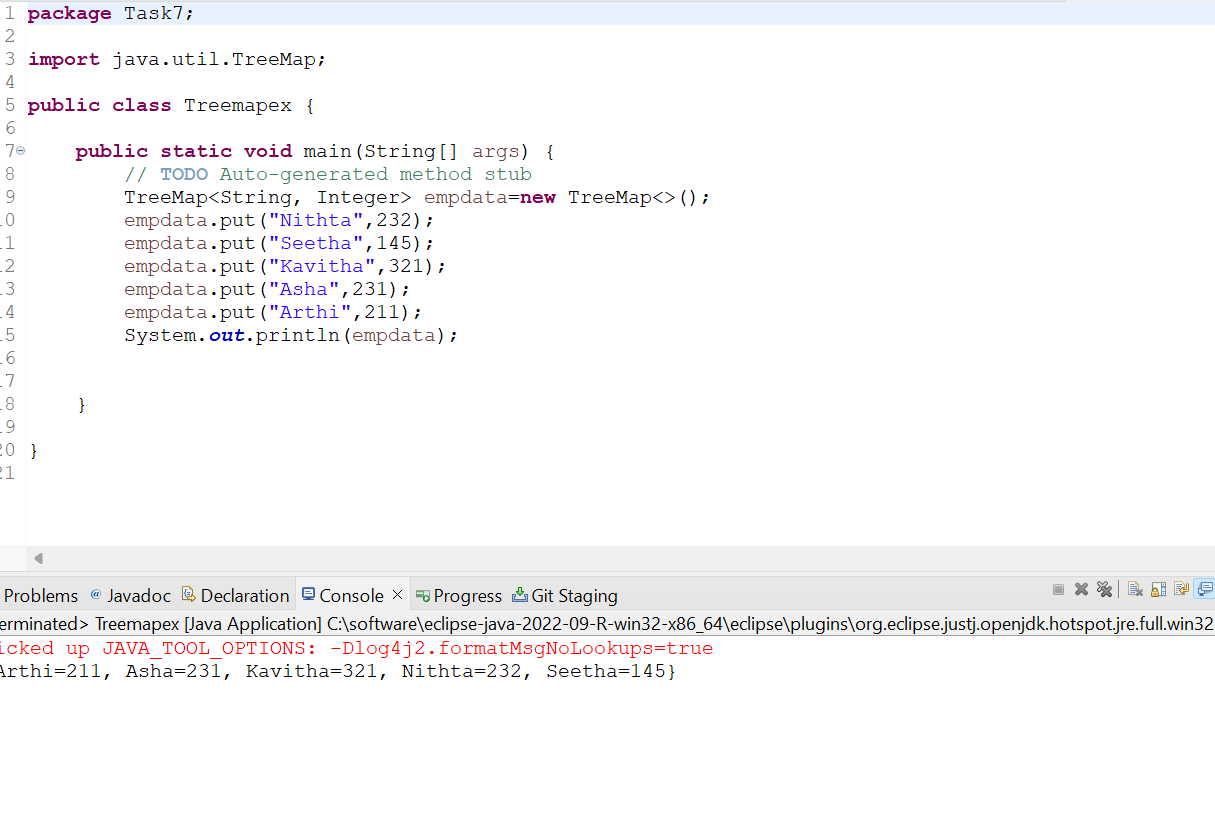 1 package Task7;
2
3 import java.util.TreeMap;
4
5 public class Treemapex {
6
7 public static void main(String[] args) {
8 // TODO Auto-generated method stub
9 TreeMap<String, Integer> empdata=new TreeMap<>();
0 empdata.put("Nithta",232);
1 empdata.put("Seetha",145);
2 empdata.put("Kavitha",321);
3 empdata.put("Asha",231);
4 empdata.put("Arthi",211);
5 System.out.println(empdata);
6
7
8 }
9
20 }
21
Problems @ Javadoc Declaration Console × Progress Git Staging
erminated> Treemapex [Java Application] C:\software\eclipse-java-2022-09-R-win32-x86_64\eclipse\plugins\org.eclipse.justj.openjdk.hotspot.jre.full.win32
icked up JAVA_TOOL_OPTIONS: -Dlog4j2.formatMsgNoLookups=true
Arthi=211, Asha=231, Kavitha=321, Nithta=232, Seetha=145}